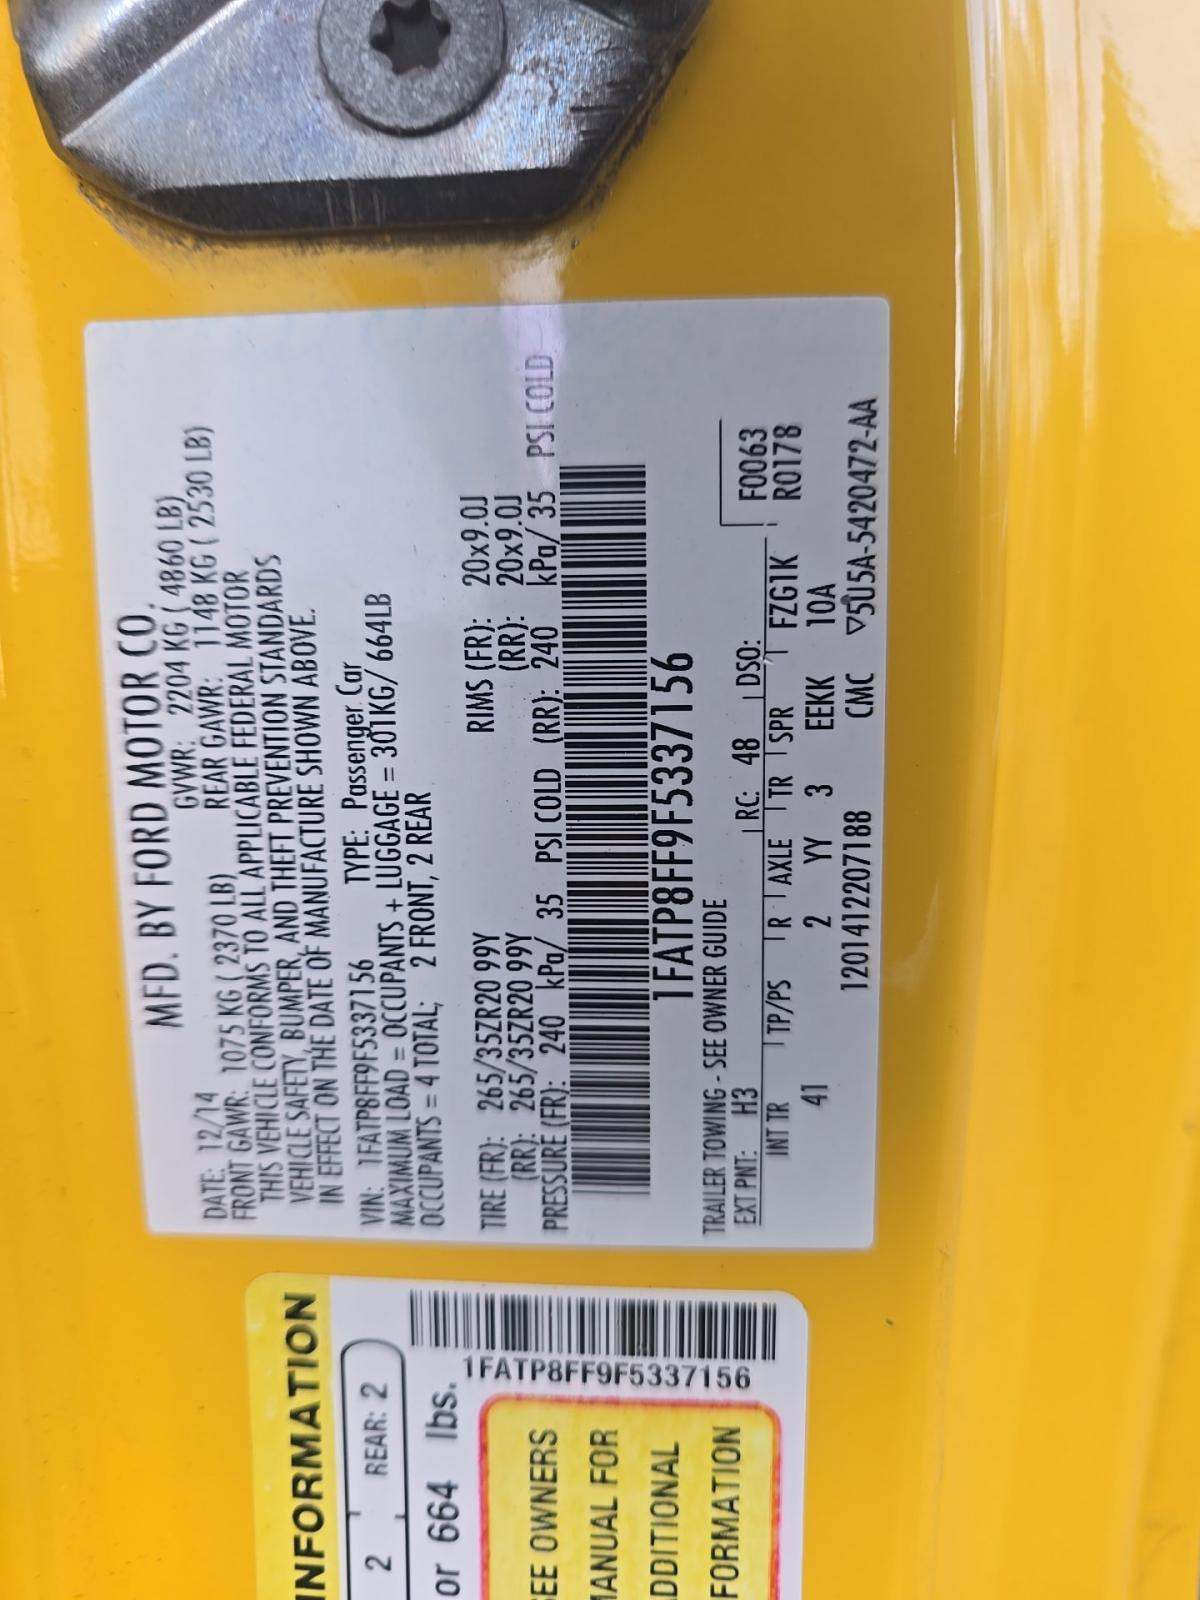 MFD. BY FORD MOTOR CO.
DATE: 12/14 GVWR: 2204 KG ( 4860 LB)
FRONT GAWR: 1075 KG ( 2370 LB) REAR GAWR: 1148 KG ( 2530 LB)
THIS VEHICLE CONFORMS TO ALL APPLICABLE FEDERAL MOTOR
VEHICLE SAFETY, BUMPER, AND THEFT PREVENTION STANDARDS
IN EFFECT ON THE DATE OF MANUFACTURE SHOWN ABOVE.
VIN: 1FATP8FF9F5337156 TYPE: Passenger Car
MAXIMUM LOAD = OCCUPANTS + LUGGAGE = 301KG/ 664LB
OCCUPANTS = 4 TOTAL; 2 FRONT, 2 REAR
TIRE (FR): 265/35ZR20 99Y RIMS (FR): 20x9.0J
(RR): 265/35ZR20 99Y (RR): 20x9.0J
PRESSURE (FR): 240 kPa/ 35 PSI COLD (RR): 240 kPa/ 35 PSI COLD
1FATP8FF9F5337156
TRAILER TOWING - SEE OWNER GUIDE
EXT PNT: H3 RC: 48 DSO: F0063
R0178
INT TR TP/PS R AXLE TR SPR FZG1K
41 2 YY 3 EEKK 10A
1201412207188 CMC ▽5U5A-5420472-AA
INFORMATION
2 REAR: 2
or 664 lbs.
1FATP8FF9F5337156
SEE OWNERS
MANUAL FOR
ADDITIONAL
FORMATION